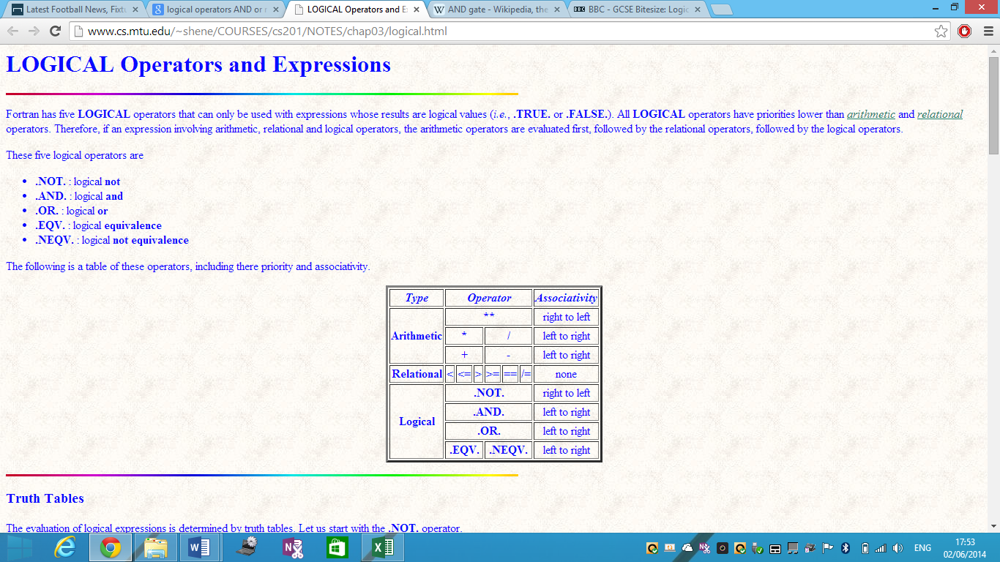 Latest Football News, Fixtu
logical operators AND or n
LOGICAL Operators and Ex
AND gate - Wikipedia, the
BBC - GCSE Bitesize: Logic
www.cs.mtu.edu/~shene/COURSES/cs201/NOTES/chap03/logical.html
LOGICAL Operators and Expressions
Fortran has five LOGICAL operators that can only be used with expressions whose results are logical values (i.e., .TRUE. or .FALSE.). All LOGICAL operators have priorities lower than arithmetic and relational
operators. Therefore, if an expression involving arithmetic, relational and logical operators, the arithmetic operators are evaluated first, followed by the relational operators, followed by the logical operators.
These five logical operators are
• .NOT. : logical not
• .AND. : logical and
• .OR. : logical or
• .EQV. : logical equivalence
• .NEQV. : logical not equivalence
The following is a table of these operators, including there priority and associativity.
Type Operator Associativity
** right to left
Arithmetic * / left to right
+ - left to right
Relational < <= > >= == /= none
.NOT. right to left
.AND. left to right
Logical
.OR. left to right
.EQV. .NEQV. left to right
Truth Tables
The evaluation of logical expressions is determined by truth tables. Let us start with the .NOT. operator.
ENG
17:53
02/06/2014